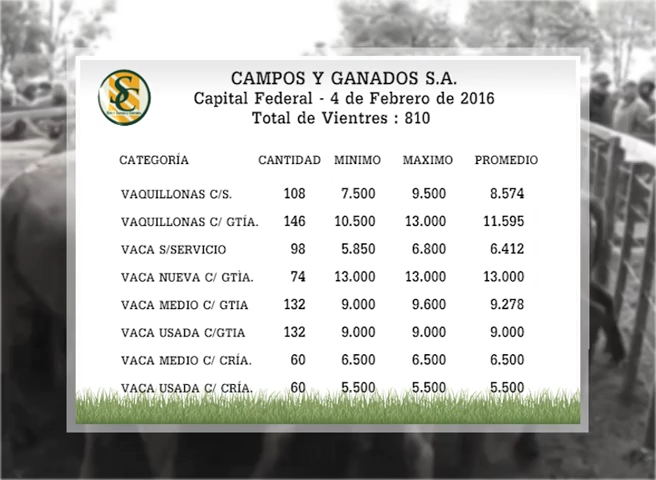 CAMPOS Y GANADOS S.A.
Capital Federal - 4 de Febrero de 2016
Total de Vientres : 810
CATEGORÍA CANTIDAD MINIMO MAXIMO PROMEDIO
VAQUILLONAS C/S. 108 7.500 9.500 8.574
VAQUILLONAS C/ GTÍA. 146 10.500 13.000 11.595
VACA S/SERVICIO 98 5.850 6.800 6.412
VACA NUEVA C/ GTÌA. 74 13.000 13.000 13.000
VACA MEDIO C/ GTIA 132 9.000 9.600 9.278
VACA USADA C/GTIA 132 9.000 9.000 9.000
VACA MEDIO C/ CRÍA. 60 6.500 6.500 6.500
VACA USADA C/ CRÍA. 60 5.500 5.500 5.500